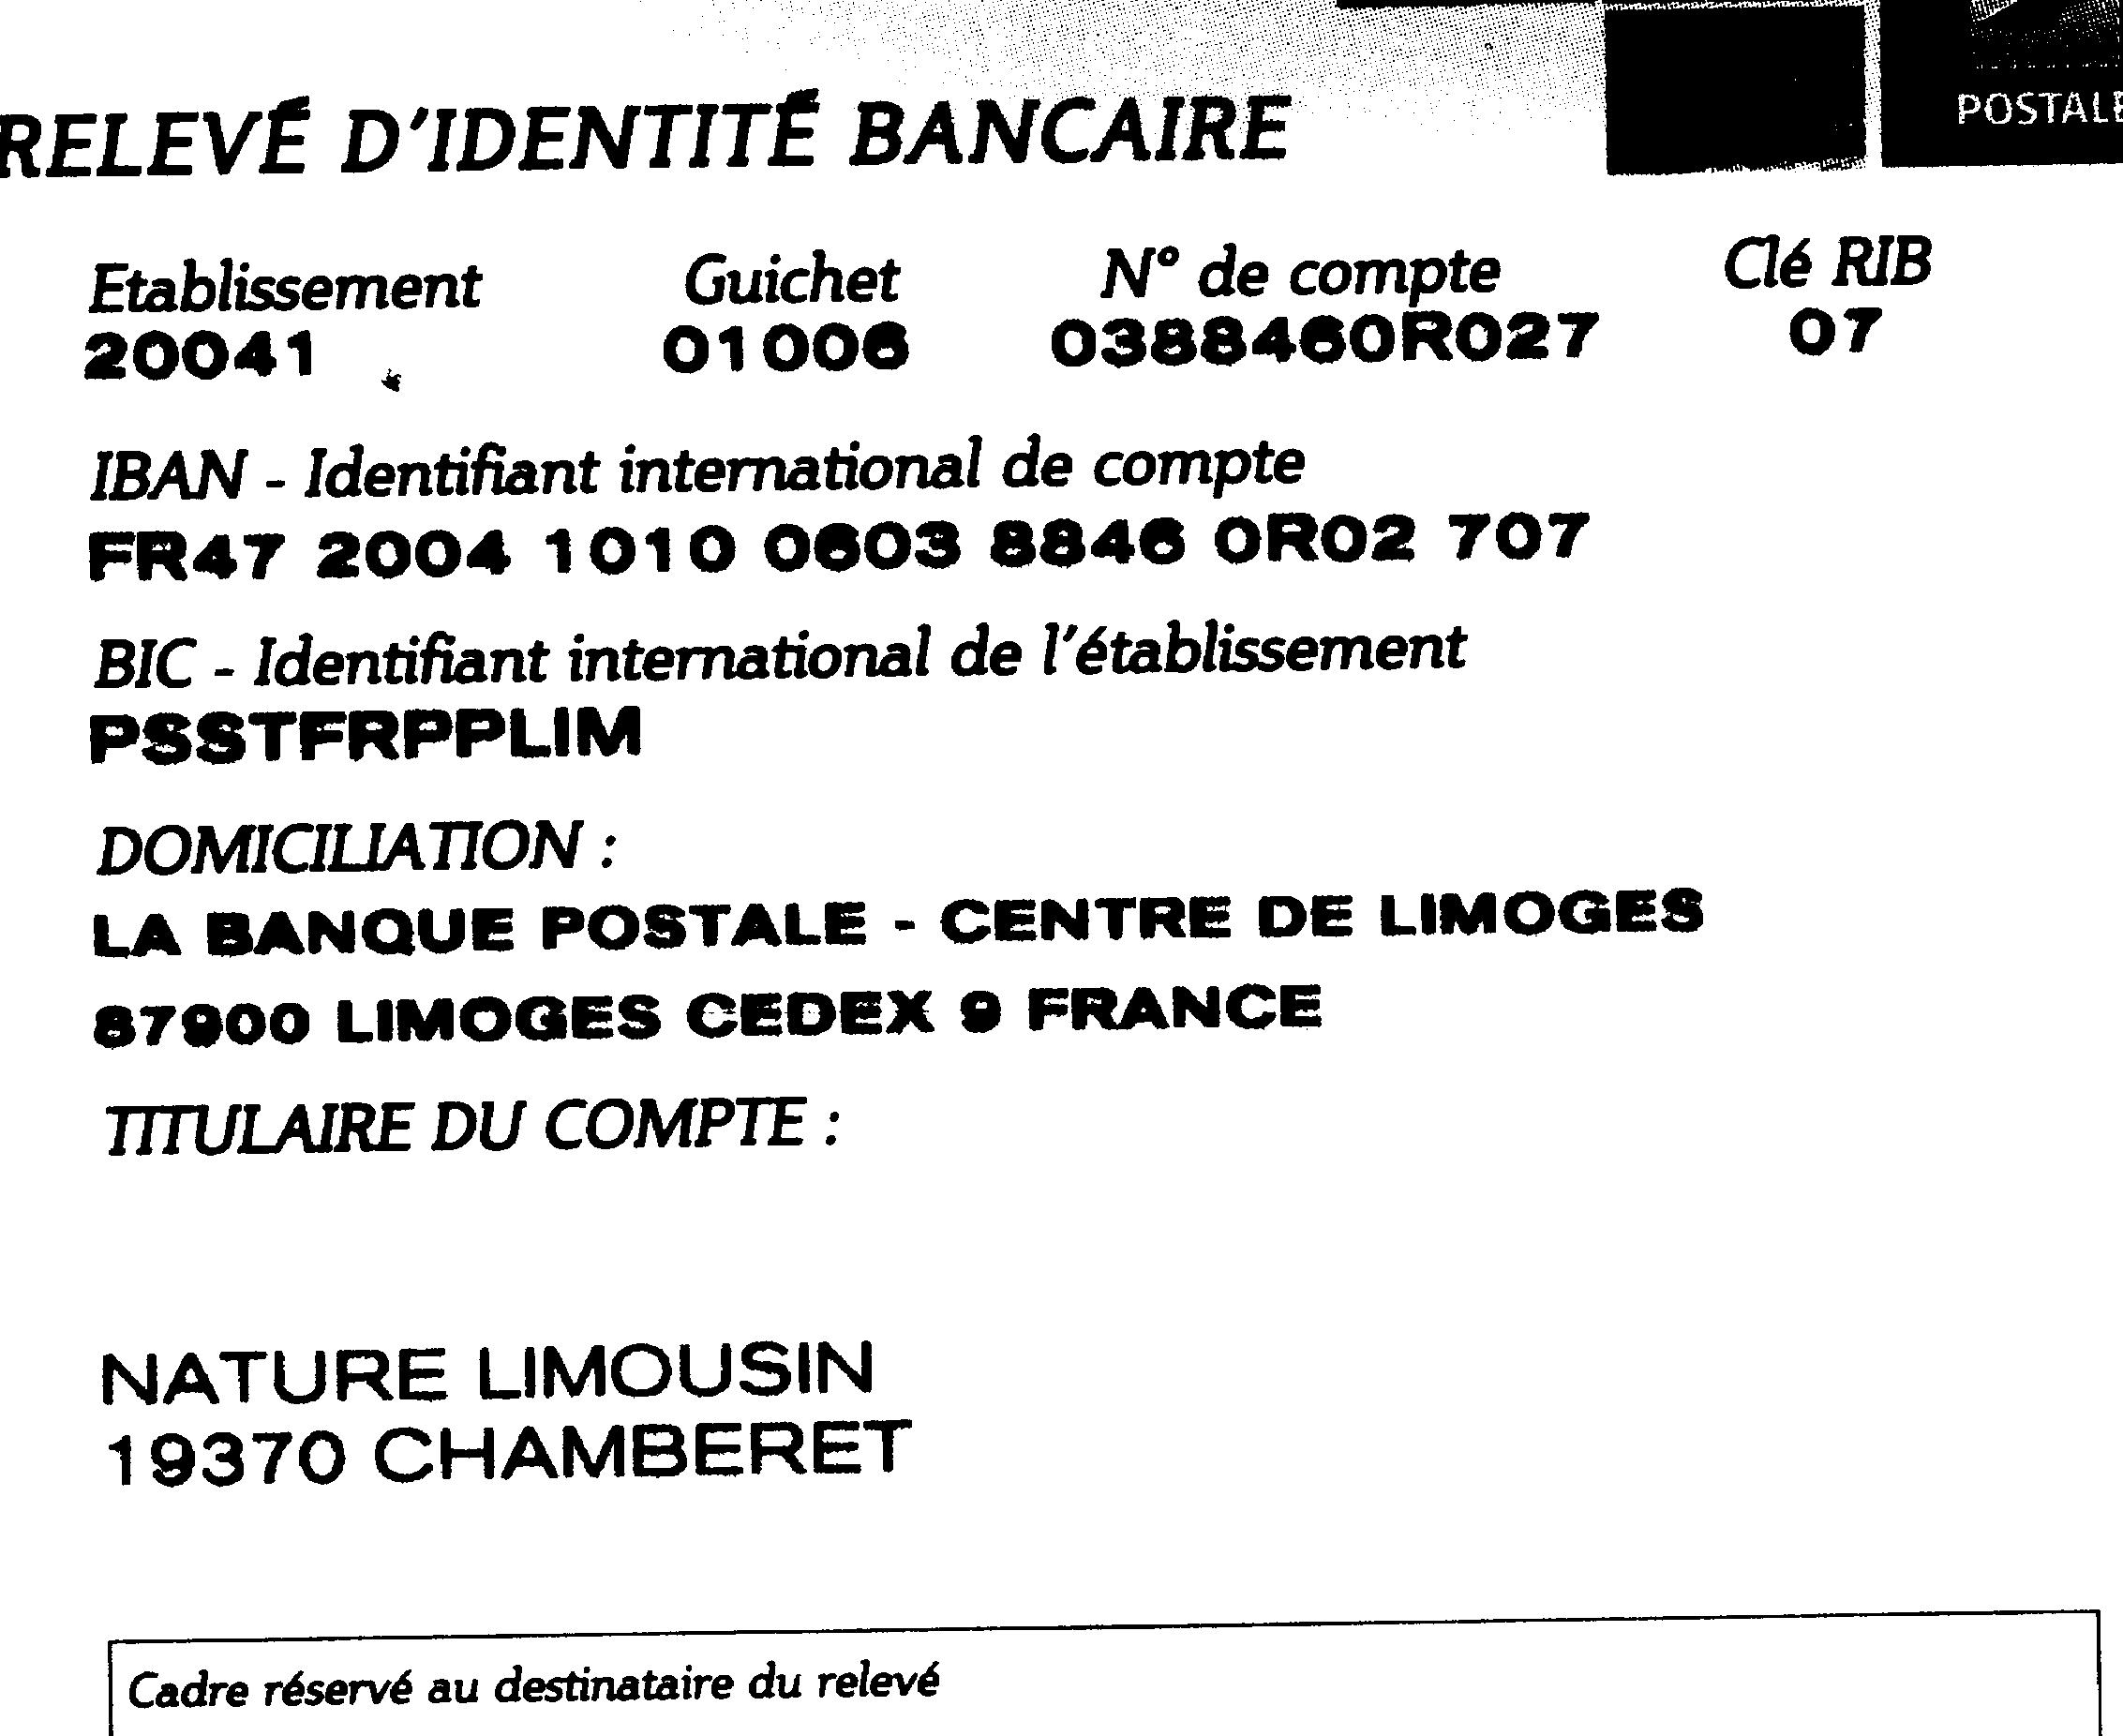 POSTALE
RELEVÉ D'IDENTITÉ BANCAIRE
Etablissement Guichet N° de compte Clé RIB
20041 01006 0388460R027 07
IBAN - Identifiant international de compte
FR47 2004 1010 0603 8846 0R02 707
BIC - Identifiant international de l'établissement
PSSTFRPPLIM
DOMICILIATION :
LA BANQUE POSTALE - CENTRE DE LIMOGES
87900 LIMOGES CEDEX 9 FRANCE
TITULAIRE DU COMPTE :
NATURE LIMOUSIN
19370 CHAMBERET
Cadre réservé au destinataire du relevé